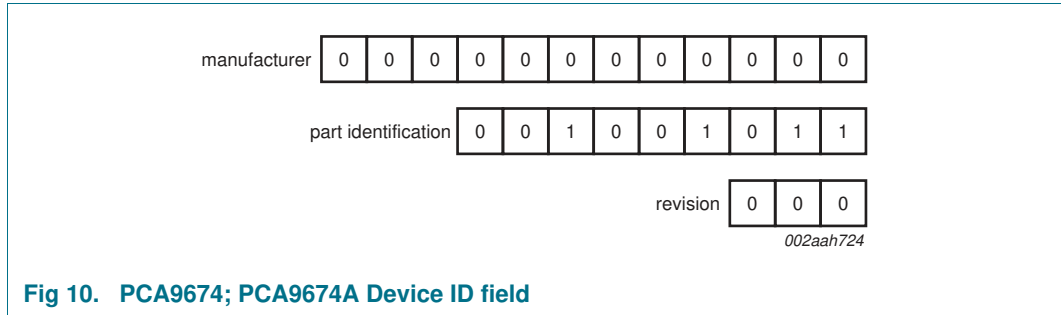 manufacturer 0 0 0 0 0 0 0 0 0 0 0 0
part identification 0 0 1 0 0 1 0 1 1
revision 0 0 0
002aah724
Fig 10. PCA9674; PCA9674A Device ID field